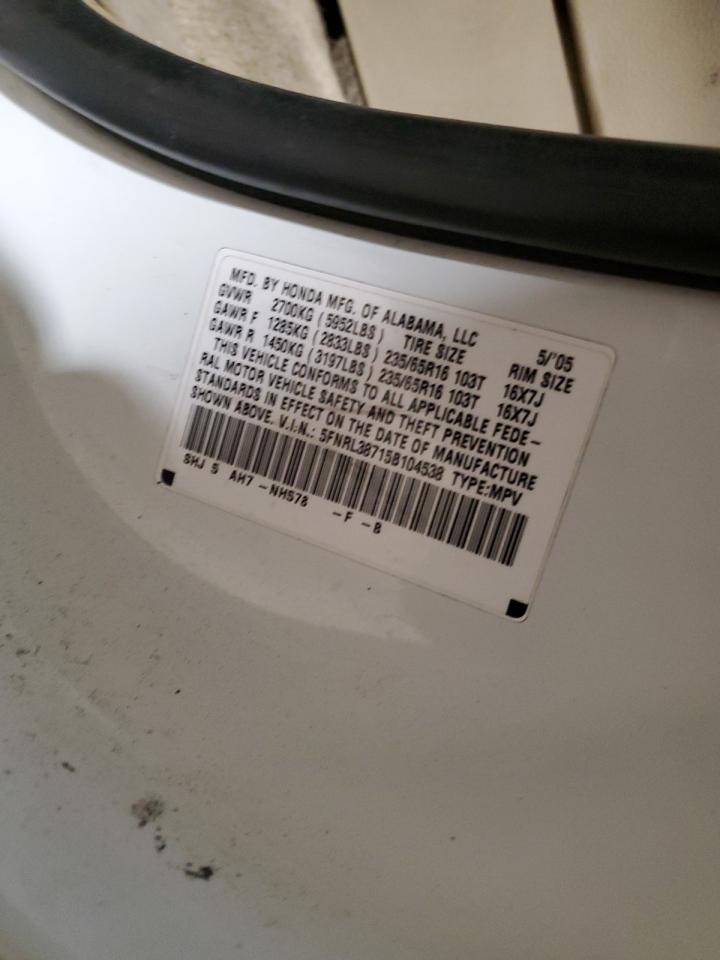 MFD. BY HONDA MFG. OF ALABAMA, LLC 5/'05
GVWR 2700KG (5952LBS) TIRE SIZE RIM SIZE
GAWR F 1285KG (2833LBS) 235/65R16 103T 16X7J
GAWR R 1450KG (3197LBS) 235/65R16 103T 16X7J
THIS VEHICLE CONFORMS TO ALL APPLICABLE FEDE-
RAL MOTOR VEHICLE SAFETY AND THEFT PREVENTION
STANDARDS IN EFFECT ON THE DATE OF MANUFACTURE
SHOWN ABOVE. V.I.N.: 5FNRL38715B104538 TYPE:MPV
SHJ 5 AH7 -NH578 -F -B